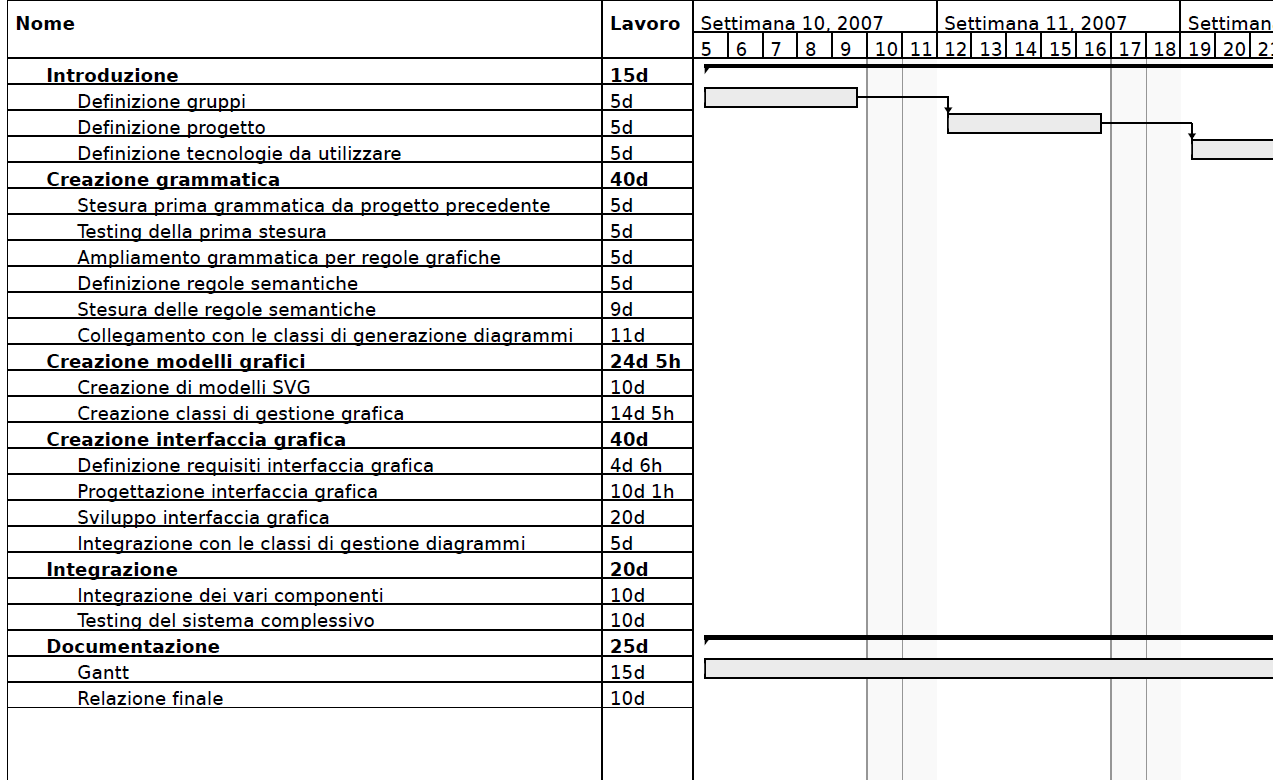 Nome Lavoro Settimana 10, 2007 Settimana 11, 2007 Settiman
5 6 7 8 9 10 11 12 13 14 15 16 17 18 19 20 21
Introduzione 15d
Definizione gruppi 5d
Definizione progetto 5d
Definizione tecnologie da utilizzare 5d
Creazione grammatica 40d
Stesura prima grammatica da progetto precedente 5d
Testing della prima stesura 5d
Ampliamento grammatica per regole grafiche 5d
Definizione regole semantiche 5d
Stesura delle regole semantiche 9d
Collegamento con le classi di generazione diagrammi 11d
Creazione modelli grafici 24d 5h
Creazione di modelli SVG 10d
Creazione classi di gestione grafica 14d 5h
Creazione interfaccia grafica 40d
Definizione requisiti interfaccia grafica 4d 6h
Progettazione interfaccia grafica 10d 1h
Sviluppo interfaccia grafica 20d
Integrazione con le classi di gestione diagrammi 5d
Integrazione 20d
Integrazione dei vari componenti 10d
Testing del sistema complessivo 10d
Documentazione 25d
Gantt 15d
Relazione finale 10d